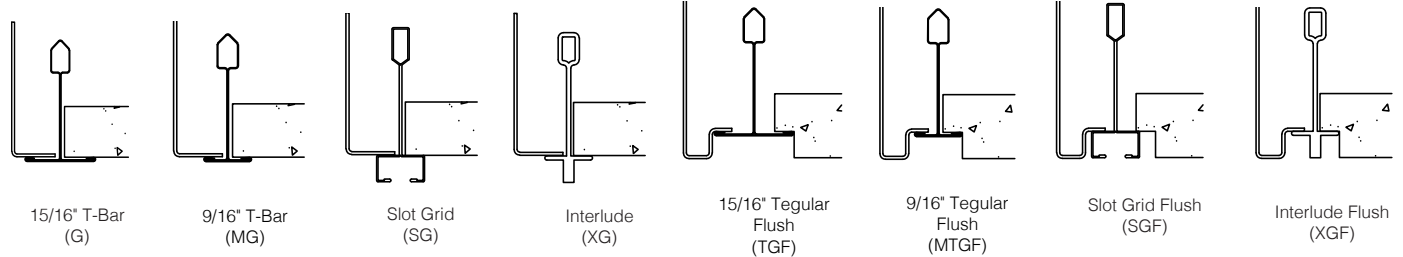 15/16" T-Bar
(G)
9/16" T-Bar
(MG)
Slot Grid
(SG)
Interlude
(XG)
15/16" Tegular
Flush
(TGF)
9/16" Tegular
Flush
(MTGF)
Slot Grid Flush
(SGF)
Interlude Flush
(XGF)